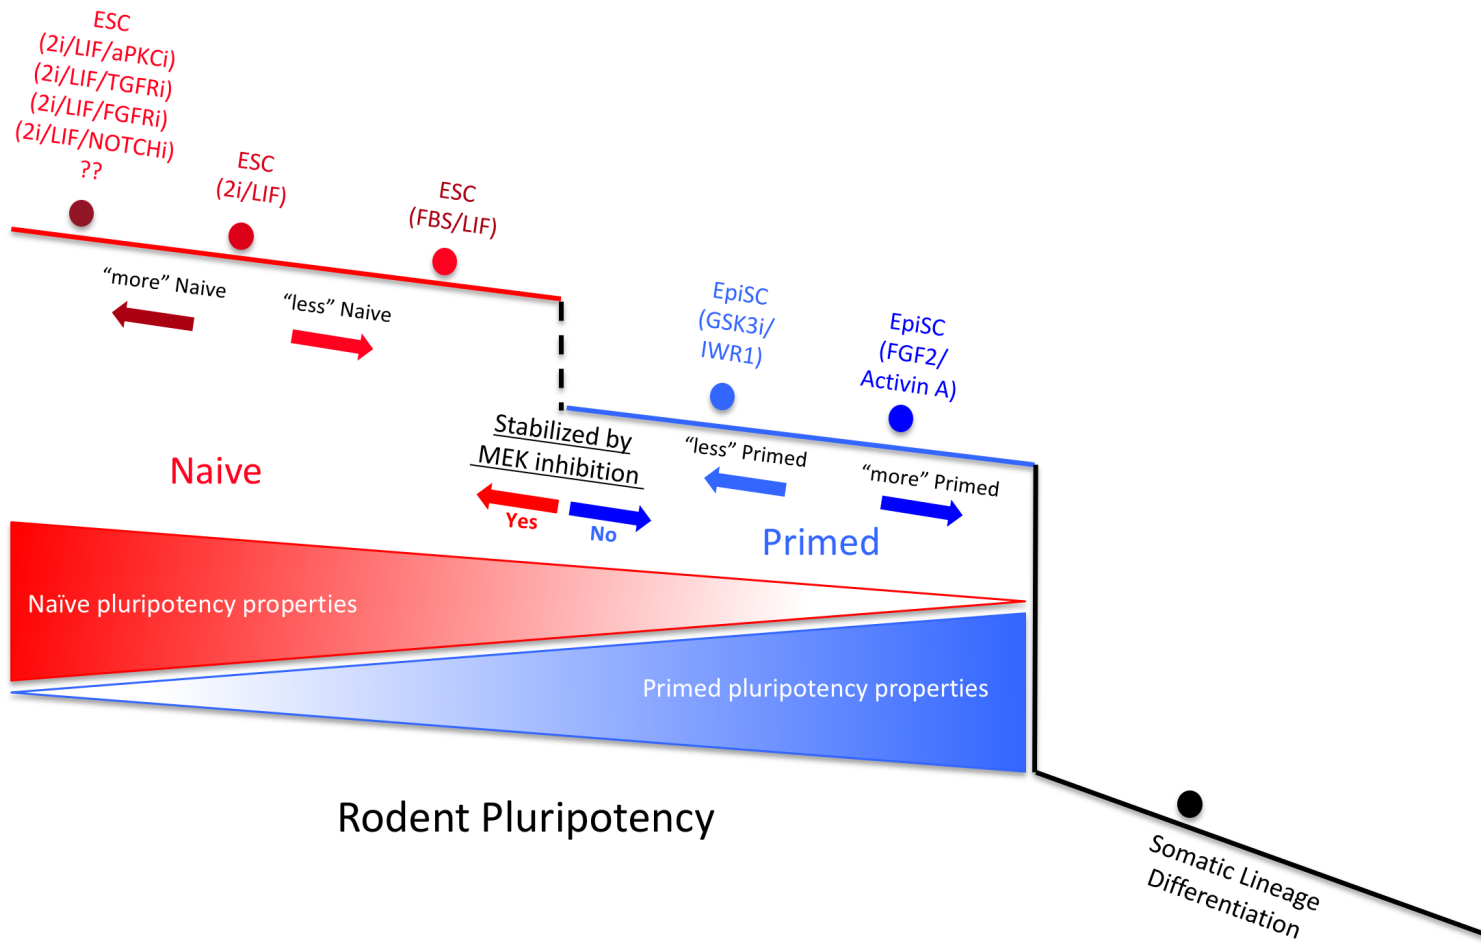 ESC
(2i/LIF/aPKCi)
(2i/LIF/TGFRi)
(2i/LIF/FGFRi)
(2i/LIF/NOTCHi)
??
ESC
(2i/LIF)
ESC
(FBS/LIF)
“more” Naive
“less” Naive
EpiSC
(GSK3i/
IWR1)
EpiSC
(FGF2/
Activin A)
Stabilized by
MEK inhibition
Yes
No
“less” Primed
“more” Primed
Naive
Primed
Naïve pluripotency properties
Primed pluripotency properties
Rodent Pluripotency
Somatic Lineage
Differentiation